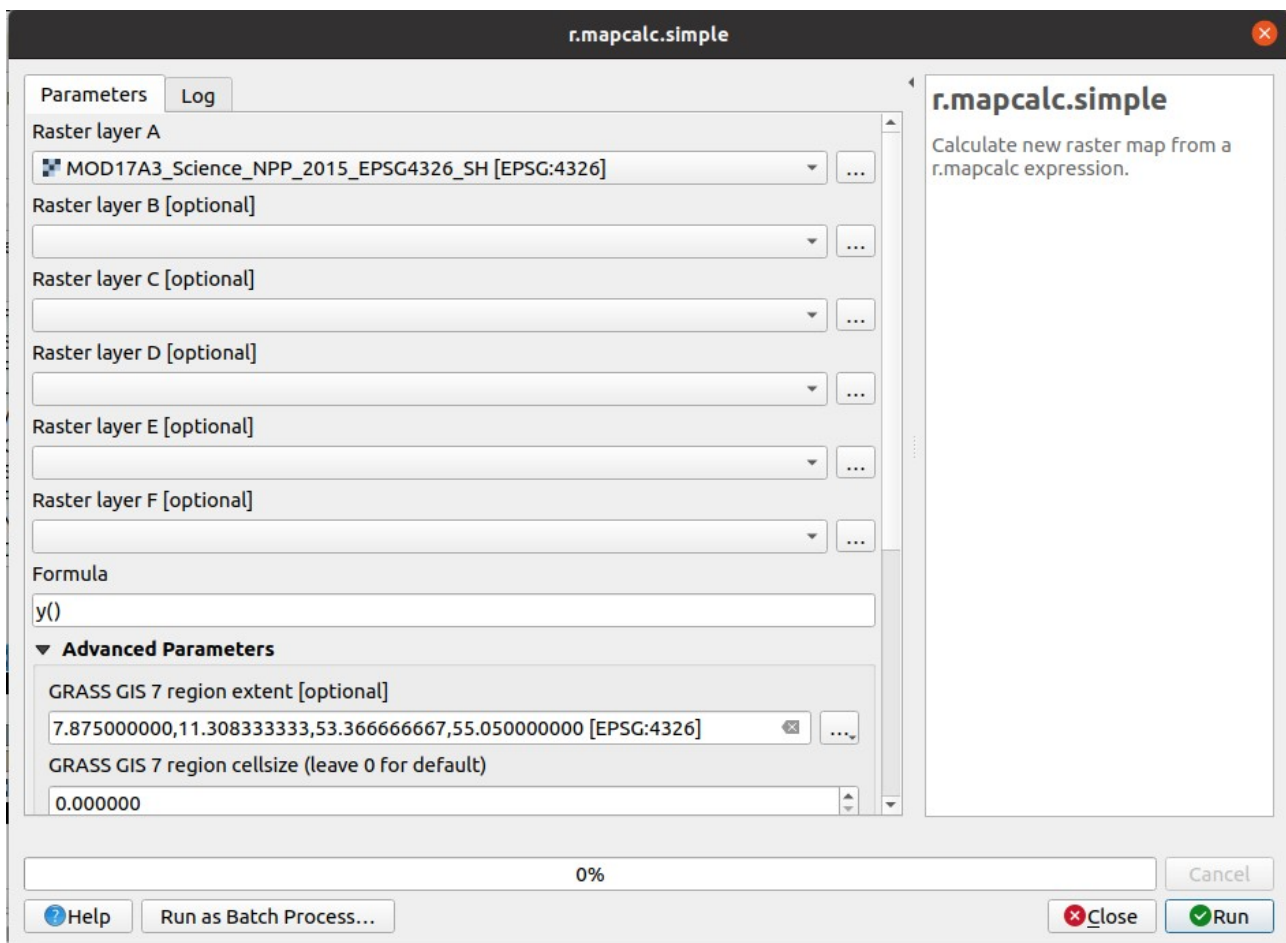 r.mapcalc.simple
Parameters
Log
Raster layer A
MOD17A3_Science_NPP_2015_EPSG4326_SH [EPSG:4326]
...
Raster layer B [optional]
...
Raster layer C [optional]
...
Raster layer D [optional]
...
Raster layer E [optional]
...
Raster layer F [optional]
...
Formula
y()
Advanced Parameters
GRASS GIS 7 region extent [optional]
7.875000000,11.308333333,53.366666667,55.050000000 [EPSG:4326]
...
GRASS GIS 7 region cellsize (leave 0 for default)
0.000000
r.mapcalc.simple
Calculate new raster map from a
r.mapcalc expression.
0%
Cancel
Help
Run as Batch Process...
Close
Run